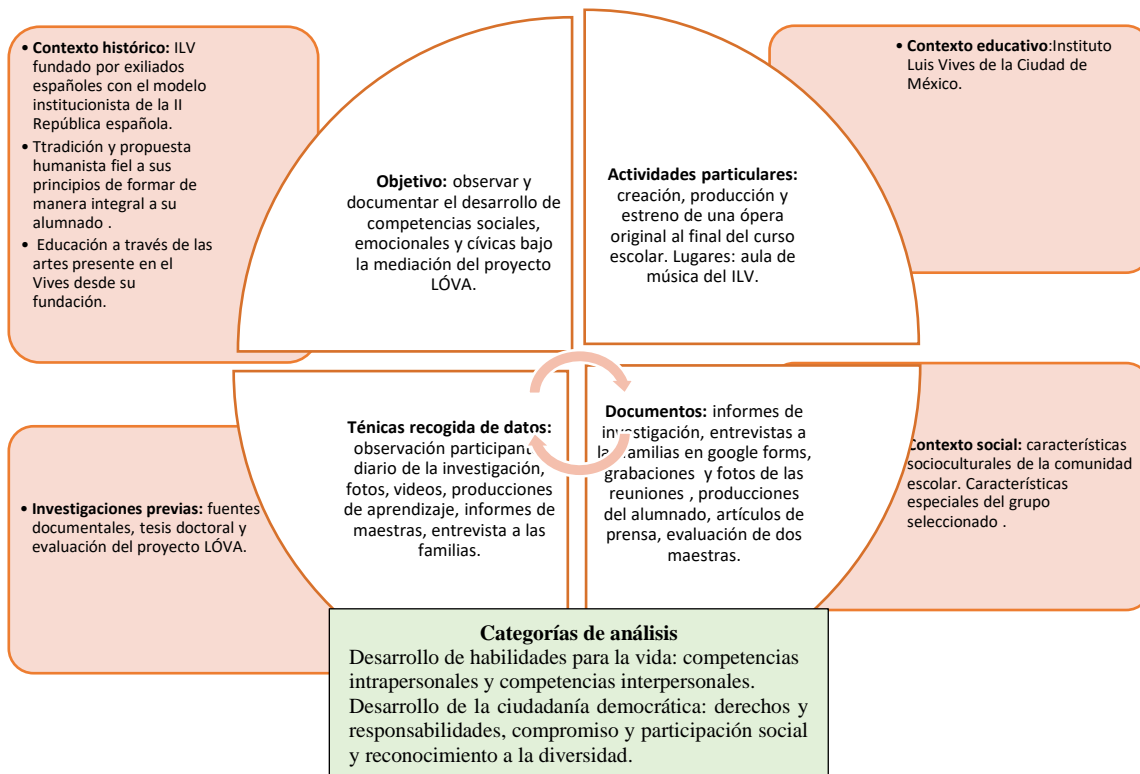 • Contexto histórico: ILV
fundado por exiliados
españoles con el modelo
institucionista de la II
República española.
• Ttradición y propuesta
humanista fiel a sus
principios de formar de
manera integral a su
alumnado .
• Educación a través de las
artes presente en el
Vives desde su
fundación.
• Contexto educativo:Instituto
Luis Vives de la Ciudad de
México.
Objetivo: observar y
documentar el desarrollo de
competencias sociales,
emocionales y cívicas bajo
la mediación del proyecto
LÓVA.
Actividades particulares:
creación, producción y
estreno de una ópera
original al final del curso
escolar. Lugares: aula de
música del ILV.
• Investigaciones previas: fuentes
documentales, tesis doctoral y
evaluación del proyecto LÓVA.
Ténicas recogida de datos:
observación participant
diario de la investigación,
fotos, videos, producciones
de aprendizaje, informes de
maestras, entrevista a las
familias.
Documentos: informes de
investigación, entrevistas a
la familias en google forms,
grabaciones y fotos de las
reuniones , producciones
del alumnado, artículos de
prensa, evaluación de dos
maestras.
Contexto social: características
socioculturales de la comunidad
escolar. Características
especiales del grupo
seleccionado .
Categorías de análisis
Desarrollo de habilidades para la vida: competencias
intrapersonales y competencias interpersonales.
Desarrollo de la ciudadanía democrática: derechos y
responsabilidades, compromiso y participación social
y reconocimiento a la diversidad.